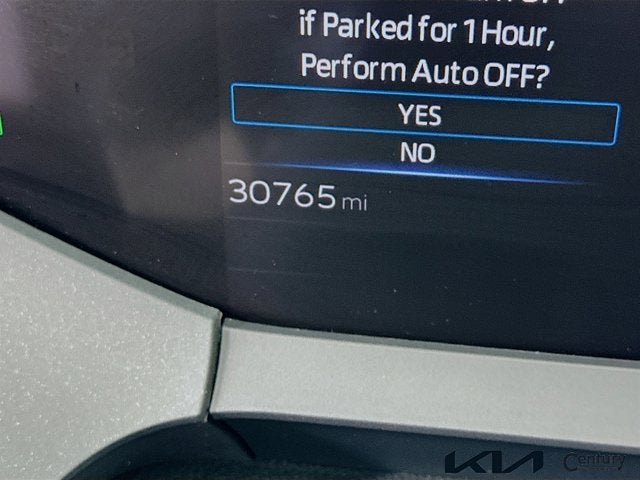 if Parked for 1 Hour,
Perform Auto OFF?
YES
NO
30765 mi
KIA Century